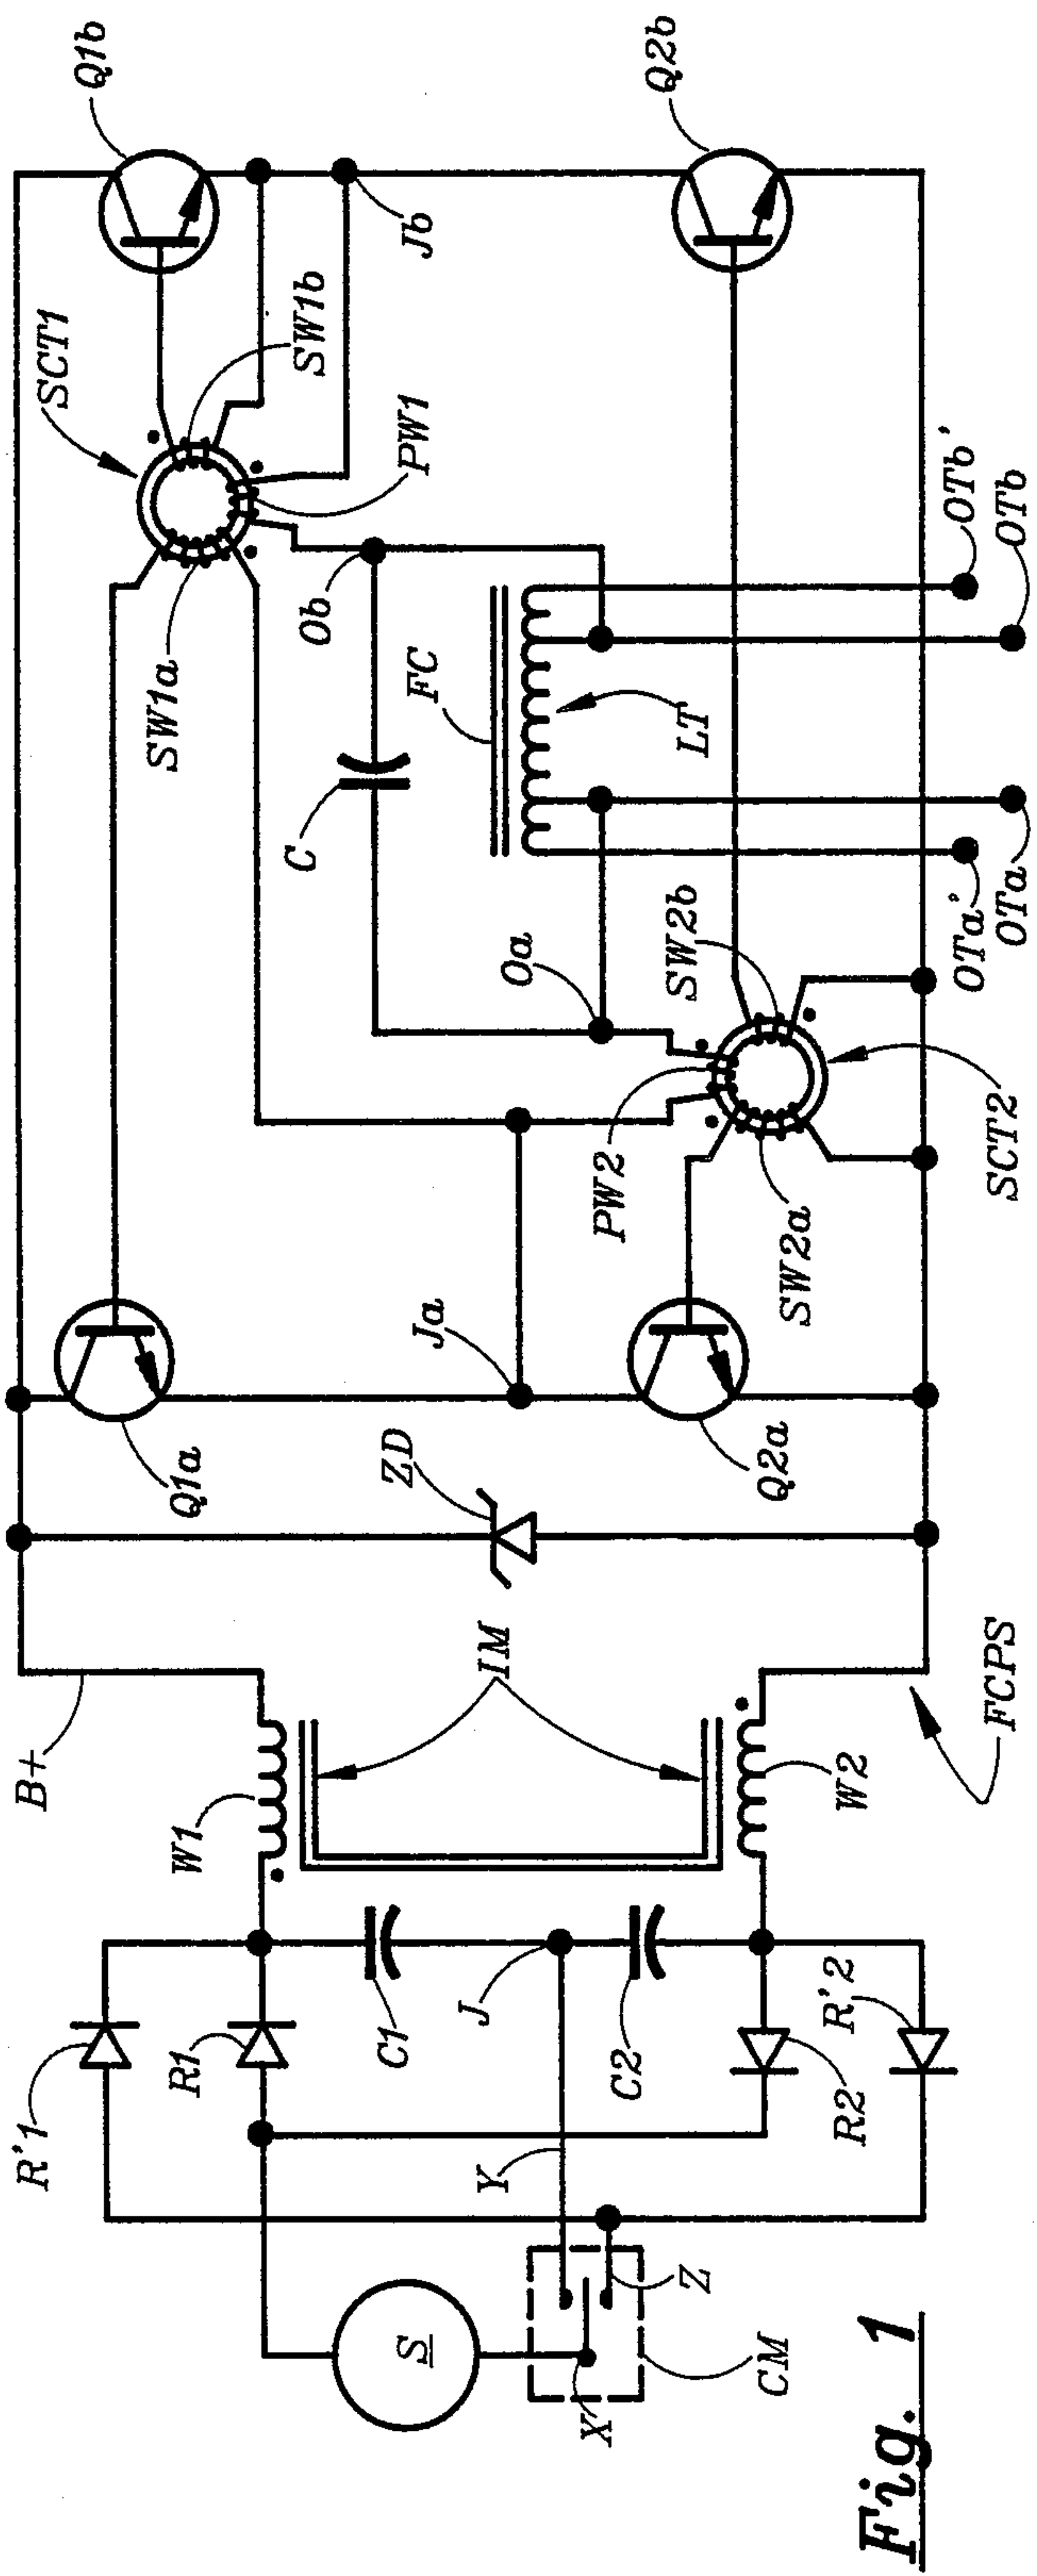 Q1b
Q2b
SCT1
SW1b
Jb
PW1
OTb'
OTb
Ob
SW1a
FC
LT
C
OTa'
OTa
SW2b
Oa
PW2
SCT2
SW2a
Ja
Q1a
ZD
Q2a
IM
FCPS
B+
W1
W2
J
C1
C2
R'2
R1
R2
R'1
Y
Z
S
X
CM
Fig. 1